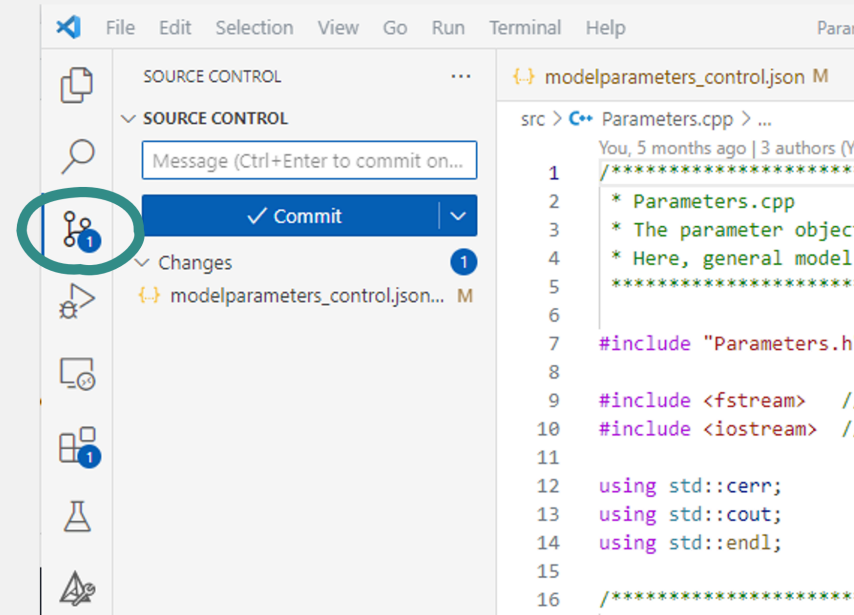 File Edit Selection View Go Run Terminal Help
SOURCE CONTROL ...
SOURCE CONTROL
Message (Ctrl+Enter to commit on...
Commit
1
Changes 1
{..} modelparameters_control.json... M
1
{..} modelparameters_control.json M
src > C++ Parameters.cpp > ...
You, 5 months ago | 3 authors (Y
1 /**********************
2 * Parameters.cpp
3 * The parameter objec
4 * Here, general model
5 **********************
6
7 #include "Parameters.h
8
9 #include <fstream> /
10 #include <iostream> /
11
12 using std::cerr;
13 using std::cout;
14 using std::endl;
15
16 /**********************